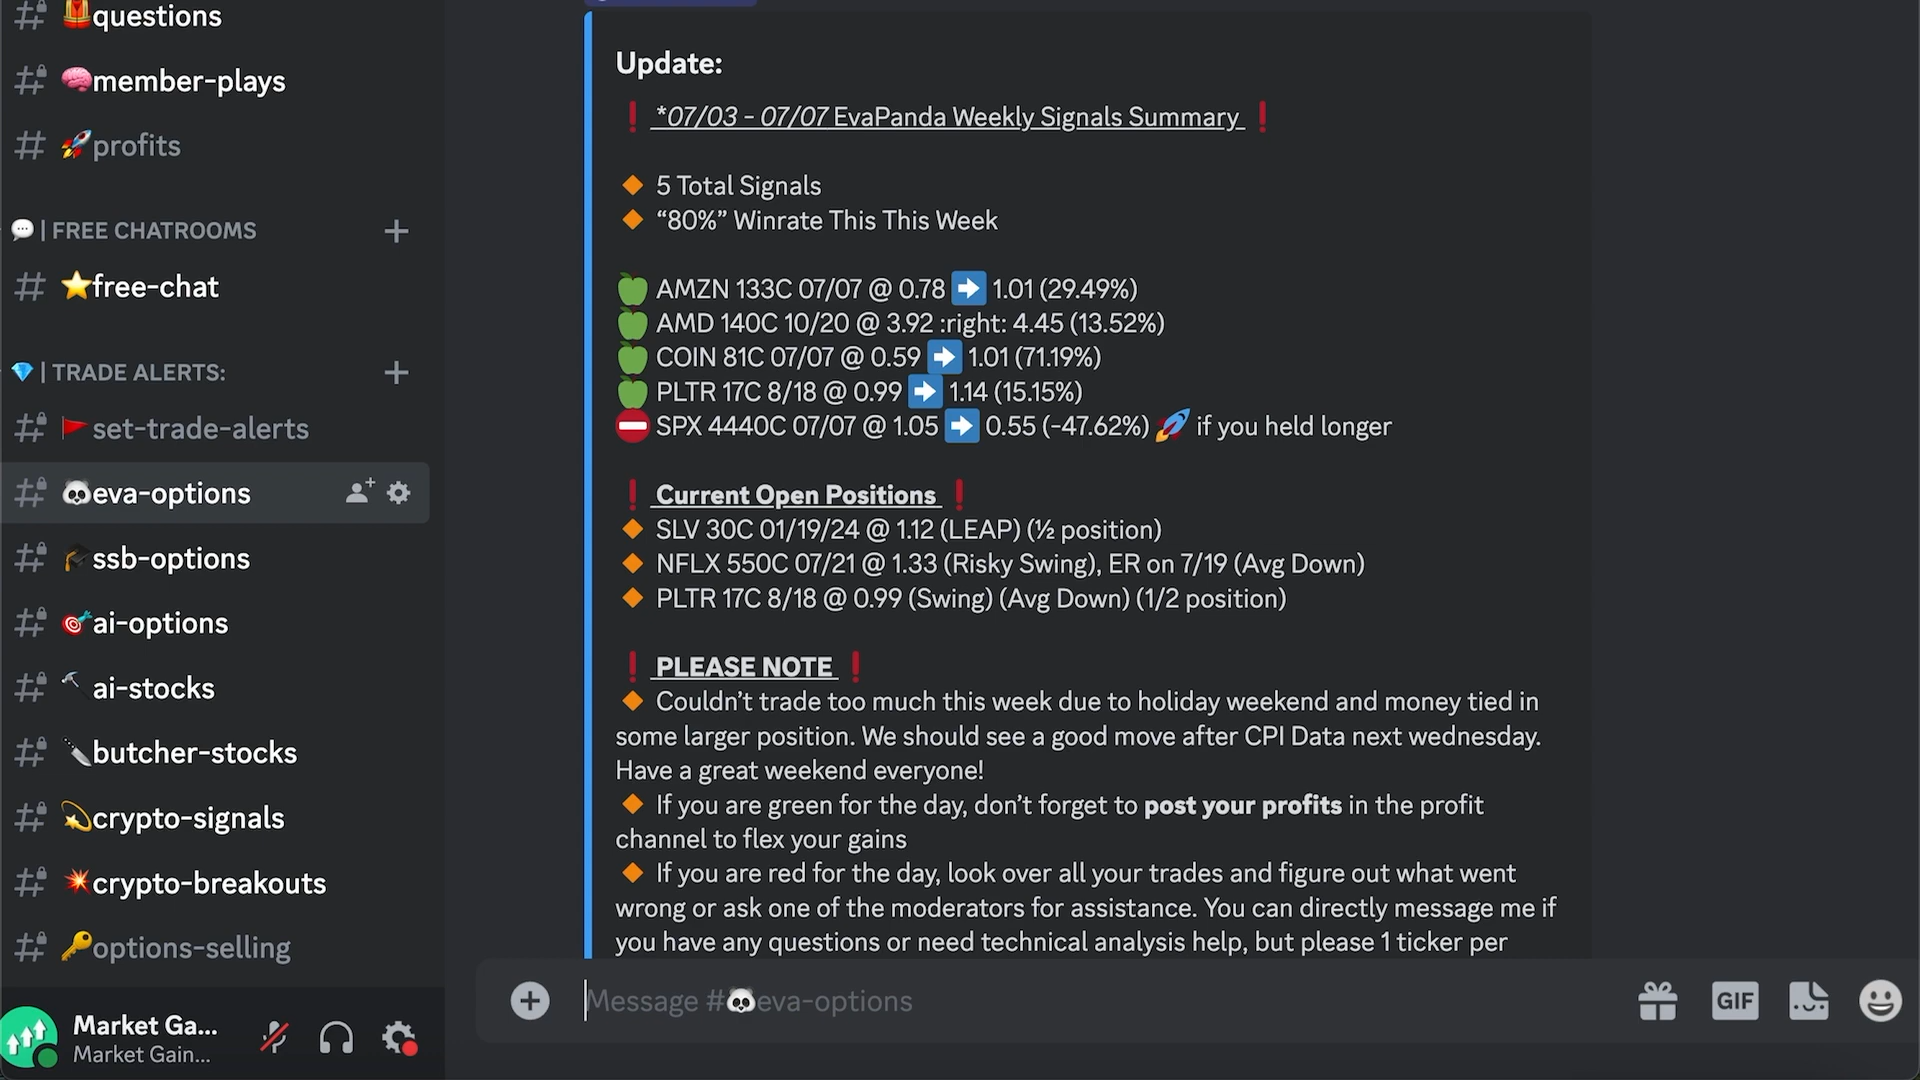 questions
member-plays
profits
| FREE CHATROOMS
free-chat
| TRADE ALERTS:
set-trade-alerts
eva-options
ssb-options
ai-options
ai-stocks
butcher-stocks
crypto-signals
crypto-breakouts
options-selling
Market Ga...
Market Gain...
Update:
❗ *07/03 - 07/07 EvaPanda Weekly Signals Summary ❗
🔶 5 Total Signals
🔶 “80%” Winrate This This Week
🍏 AMZN 133C 07/07 @ 0.78 ➡️ 1.01 (29.49%)
🍏 AMD 140C 10/20 @ 3.92 :right: 4.45 (13.52%)
🍏 COIN 81C 07/07 @ 0.59 ➡️ 1.01 (71.19%)
🍏 PLTR 17C 8/18 @ 0.99 ➡️ 1.14 (15.15%)
⛔ SPX 4440C 07/07 @ 1.05 ➡️ 0.55 (-47.62%) 🚀 if you held longer
❗ Current Open Positions ❗
🔶 SLV 30C 01/19/24 @ 1.12 (LEAP) (½ position)
🔶 NFLX 550C 07/21 @ 1.33 (Risky Swing), ER on 7/19 (Avg Down)
🔶 PLTR 17C 8/18 @ 0.99 (Swing) (Avg Down) (1/2 position)
❗ PLEASE NOTE ❗
🔶 Couldn’t trade too much this week due to holiday weekend and money tied in
some larger position. We should see a good move after CPI Data next wednesday.
Have a great weekend everyone!
🔶 If you are green for the day, don’t forget to post your profits in the profit
channel to flex your gains
🔶 If you are red for the day, look over all your trades and figure out what went
wrong or ask one of the moderators for assistance. You can directly message me if
you have any questions or need technical analysis help, but please 1 ticker per
Message #🐼eva-options
GIF